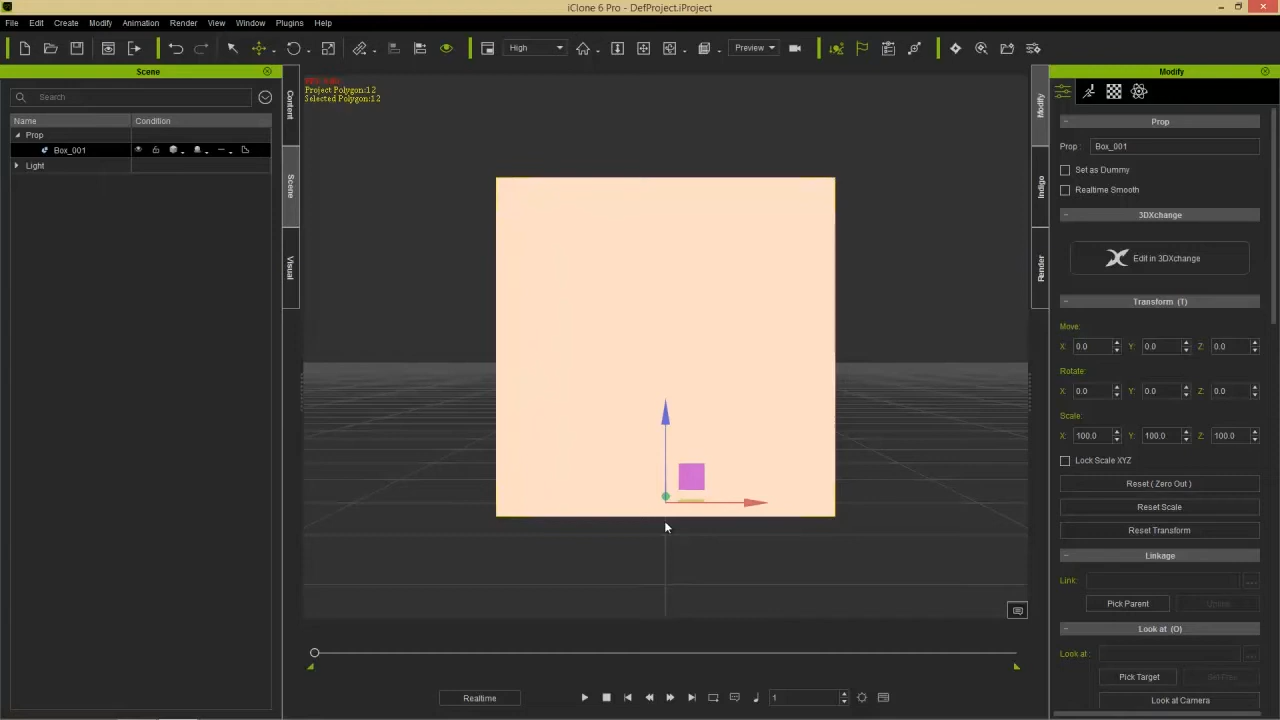 iClone 6 Pro - DefProject.iProject
File Edit Create Modify Animation Render View Window Plugins Help
High
Preview
Scene
Search
Name Condition
Prop
Box_001
Light
Content
Scene
Visual
Project Polygon:12
Selected Polygon:12
Realtime
1
Modify
Indigo
Render
Modify
Prop
Prop : Box_001
Set as Dummy
Realtime Smooth
3DXchange
Edit in 3DXchange
Transform (T)
Move:
X: 0.0 Y: 0.0 Z: 0.0
Rotate:
X: 0.0 Y: 0.0 Z: 0.0
Scale:
X: 100.0 Y: 100.0 Z: 100.0
Lock Scale XYZ
Reset ( Zero Out )
Reset Scale
Reset Transform
Linkage
Link:
Pick Parent
Look at (O)
Look at :
Pick Target
Look at Camera